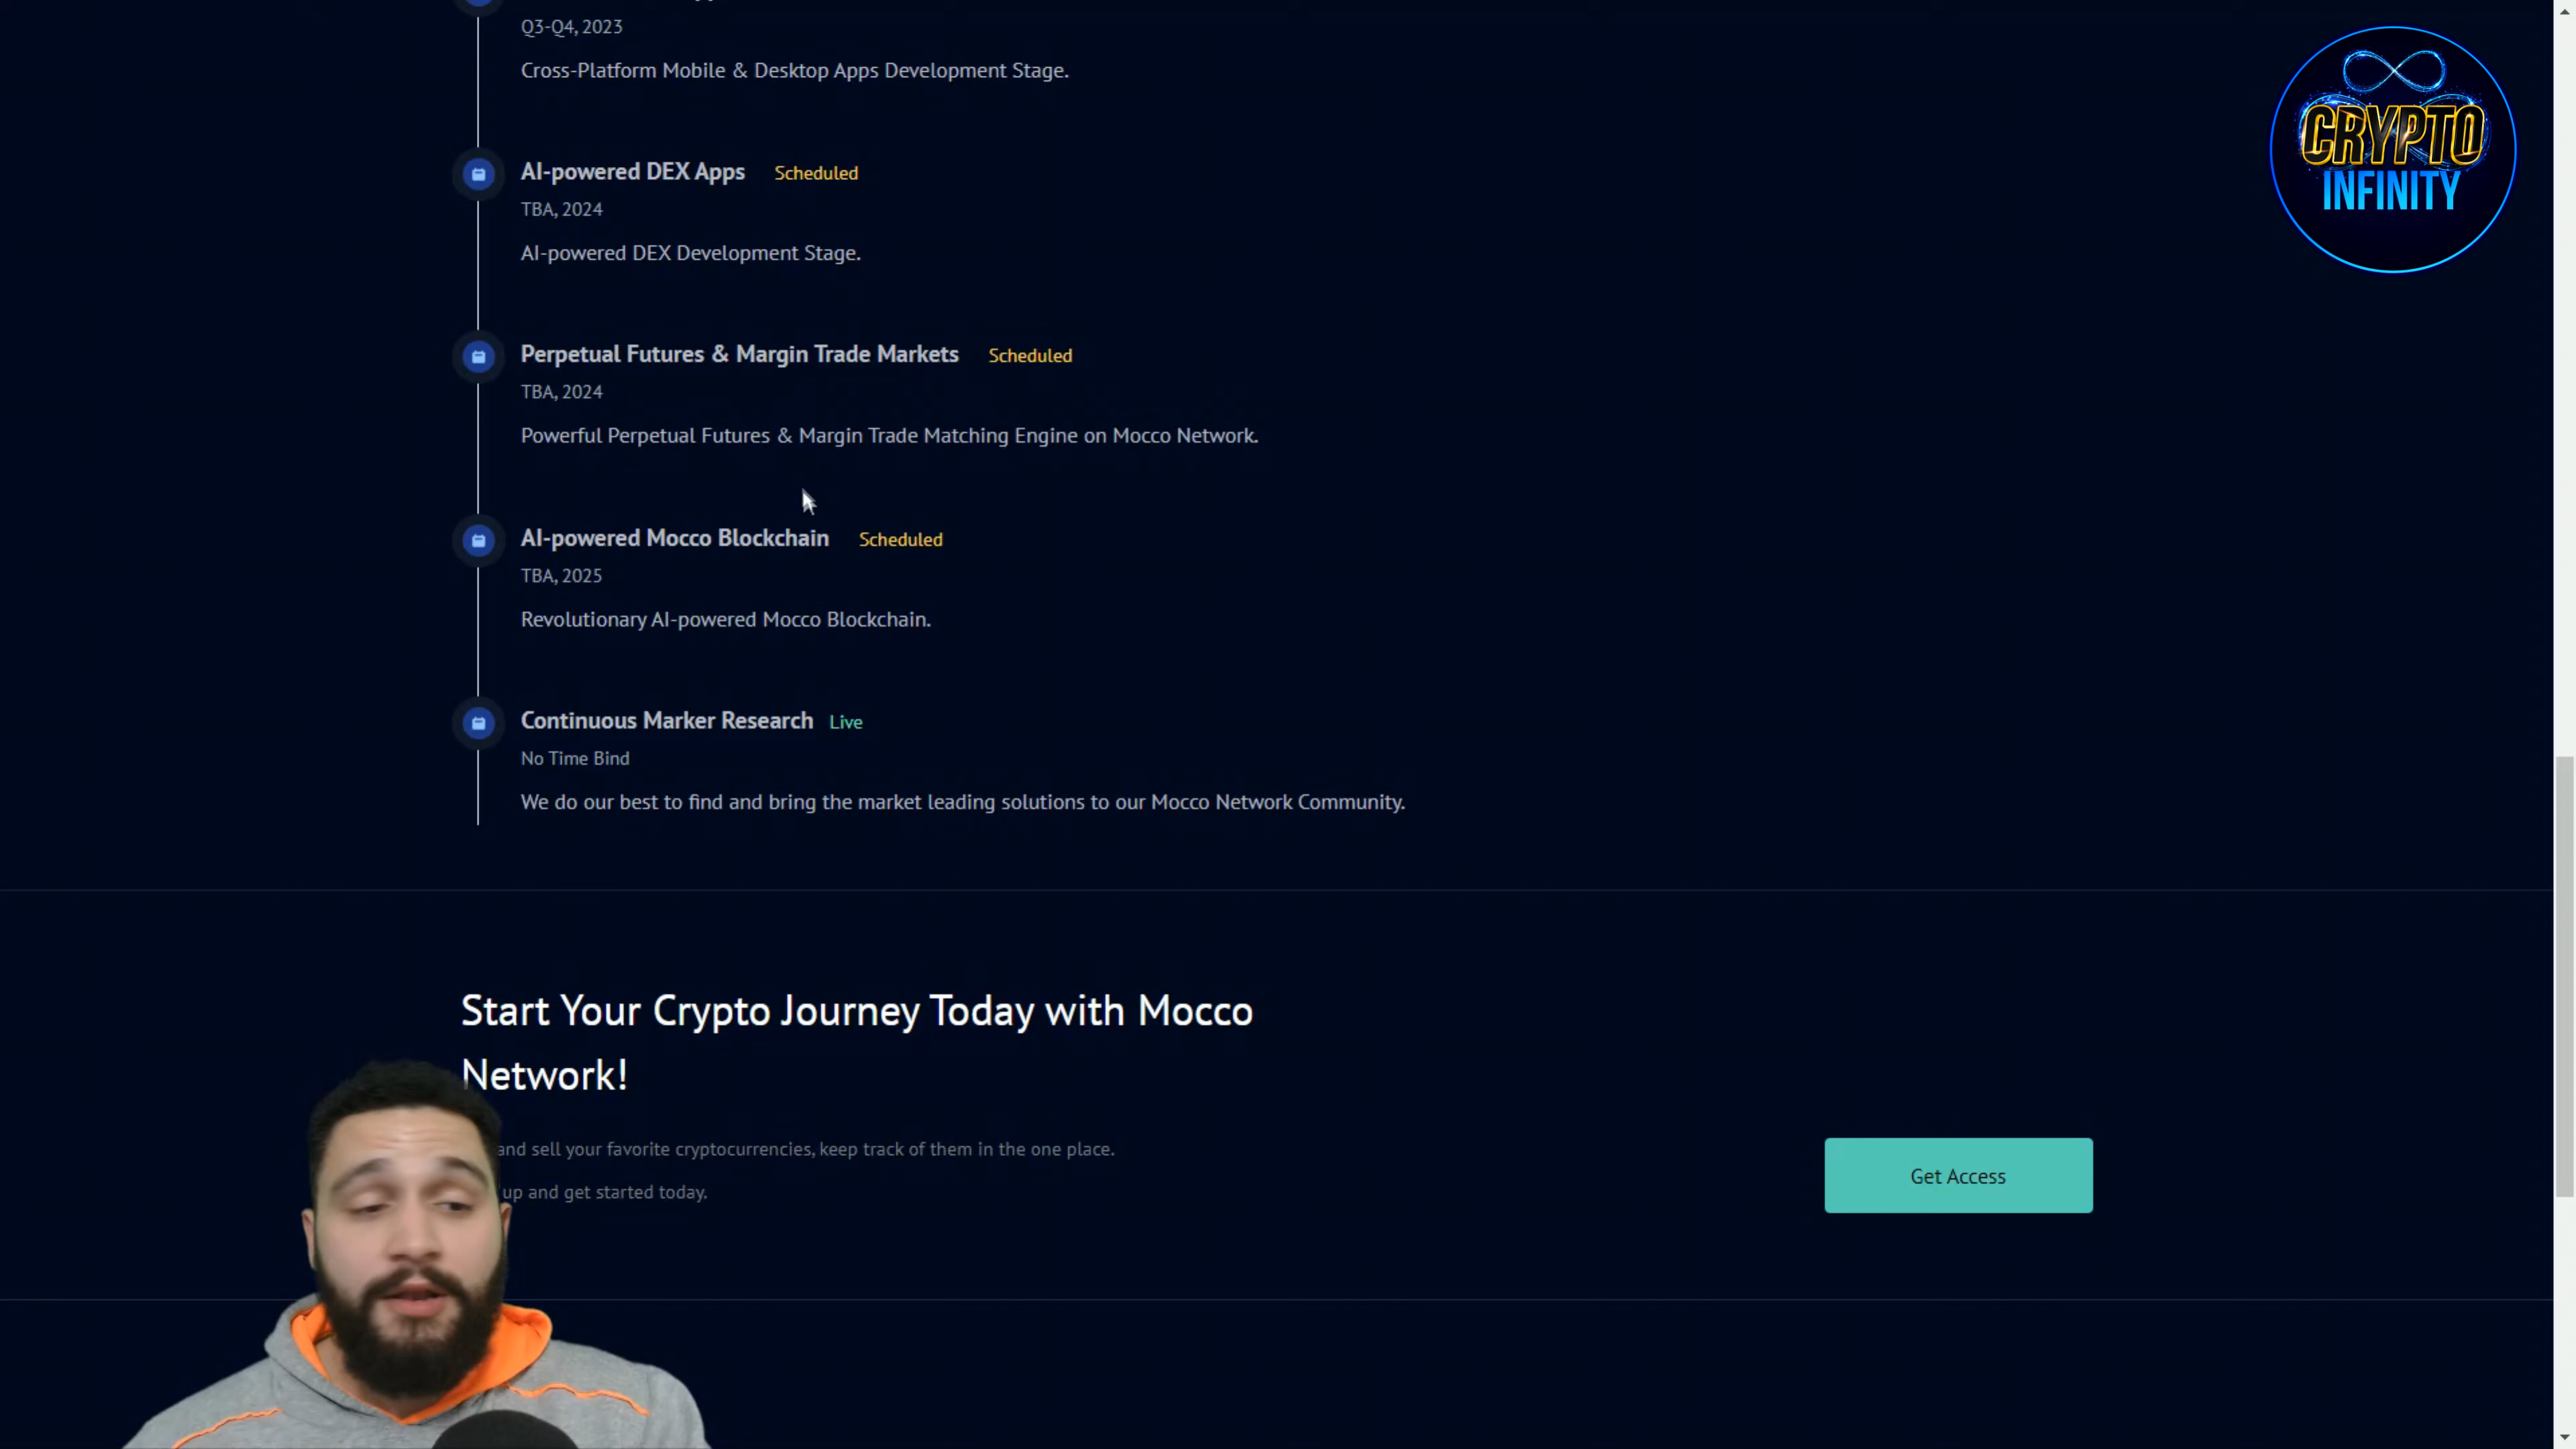 Q3-Q4, 2023
Cross-Platform Mobile & Desktop Apps Development Stage.
AI-powered DEX Apps Scheduled
TBA, 2024
AI-powered DEX Development Stage.
Perpetual Futures & Margin Trade Markets Scheduled
TBA, 2024
Powerful Perpetual Futures & Margin Trade Matching Engine on Mocco Network.
AI-powered Mocco Blockchain Scheduled
TBA, 2025
Revolutionary AI-powered Mocco Blockchain.
Continuous Marker Research Live
No Time Bind
We do our best to find and bring the market leading solutions to our Mocco Network Community.
Start Your Crypto Journey Today with Mocco
Network!
and sell your favorite cryptocurrencies, keep track of them in the one place.
up and get started today.
Get Access
CRYPTO
INFINITY